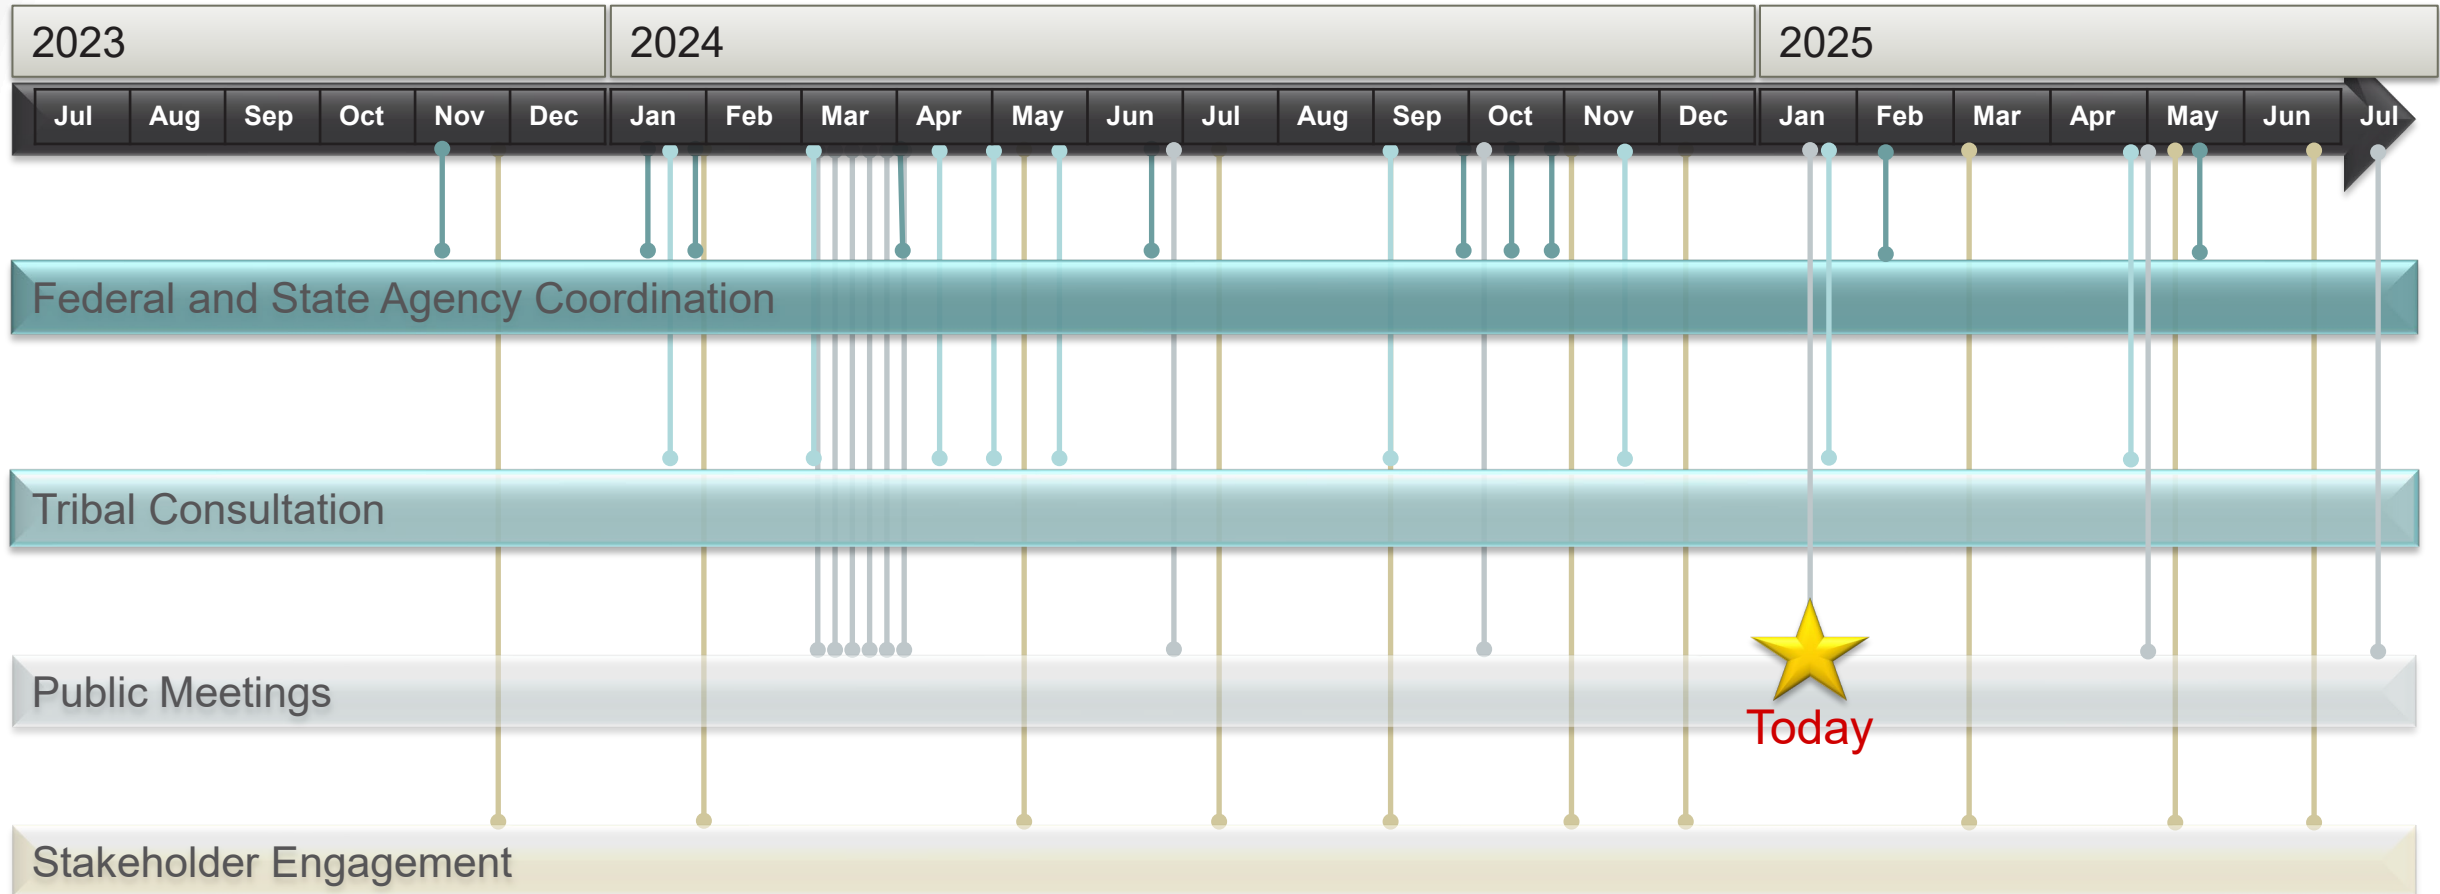 2023 2024 2025
Jul Aug Sep Oct Nov Dec Jan Feb Mar Apr May Jun Jul Aug Sep Oct Nov Dec Jan Feb Mar Apr May Jun Jul
Federal and State Agency Coordination
Tribal Consultation
Public Meetings
Today
Stakeholder Engagement